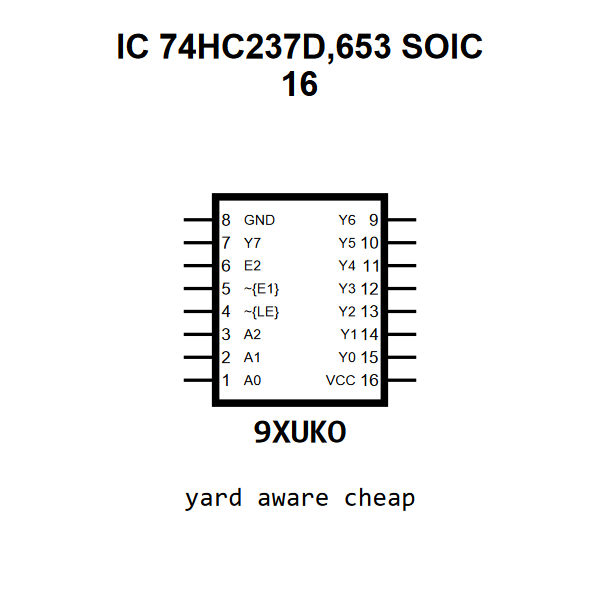 IC 74HC237D,653 SOIC
16
8 GND Y6 9
7 Y7 Y5 10
6 E2 Y4 11
5 ~{E1} Y3 12
4 ~{LE} Y2 13
3 A2 Y1 14
2 A1 Y0 15
1 A0 VCC 16
9XUKO
yard aware cheap